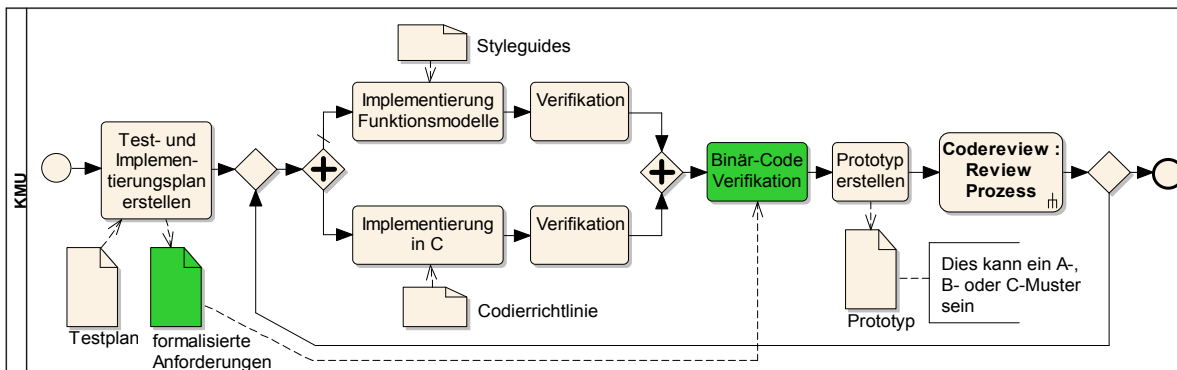 KMU
Test- und
Implemen-
tierungsplan
erstellen
Testplan
formalisierte
Anforderungen
Styleguides
Implementierung
Funktionsmodelle
Verifikation
Implementierung
in C
Verifikation
Codierrichtlinie
Binär-Code
Verifikation
Prototyp
erstellen
Codereview :
Review
Prozess
Prototyp
Dies kann ein A-,
B- oder C-Muster
sein